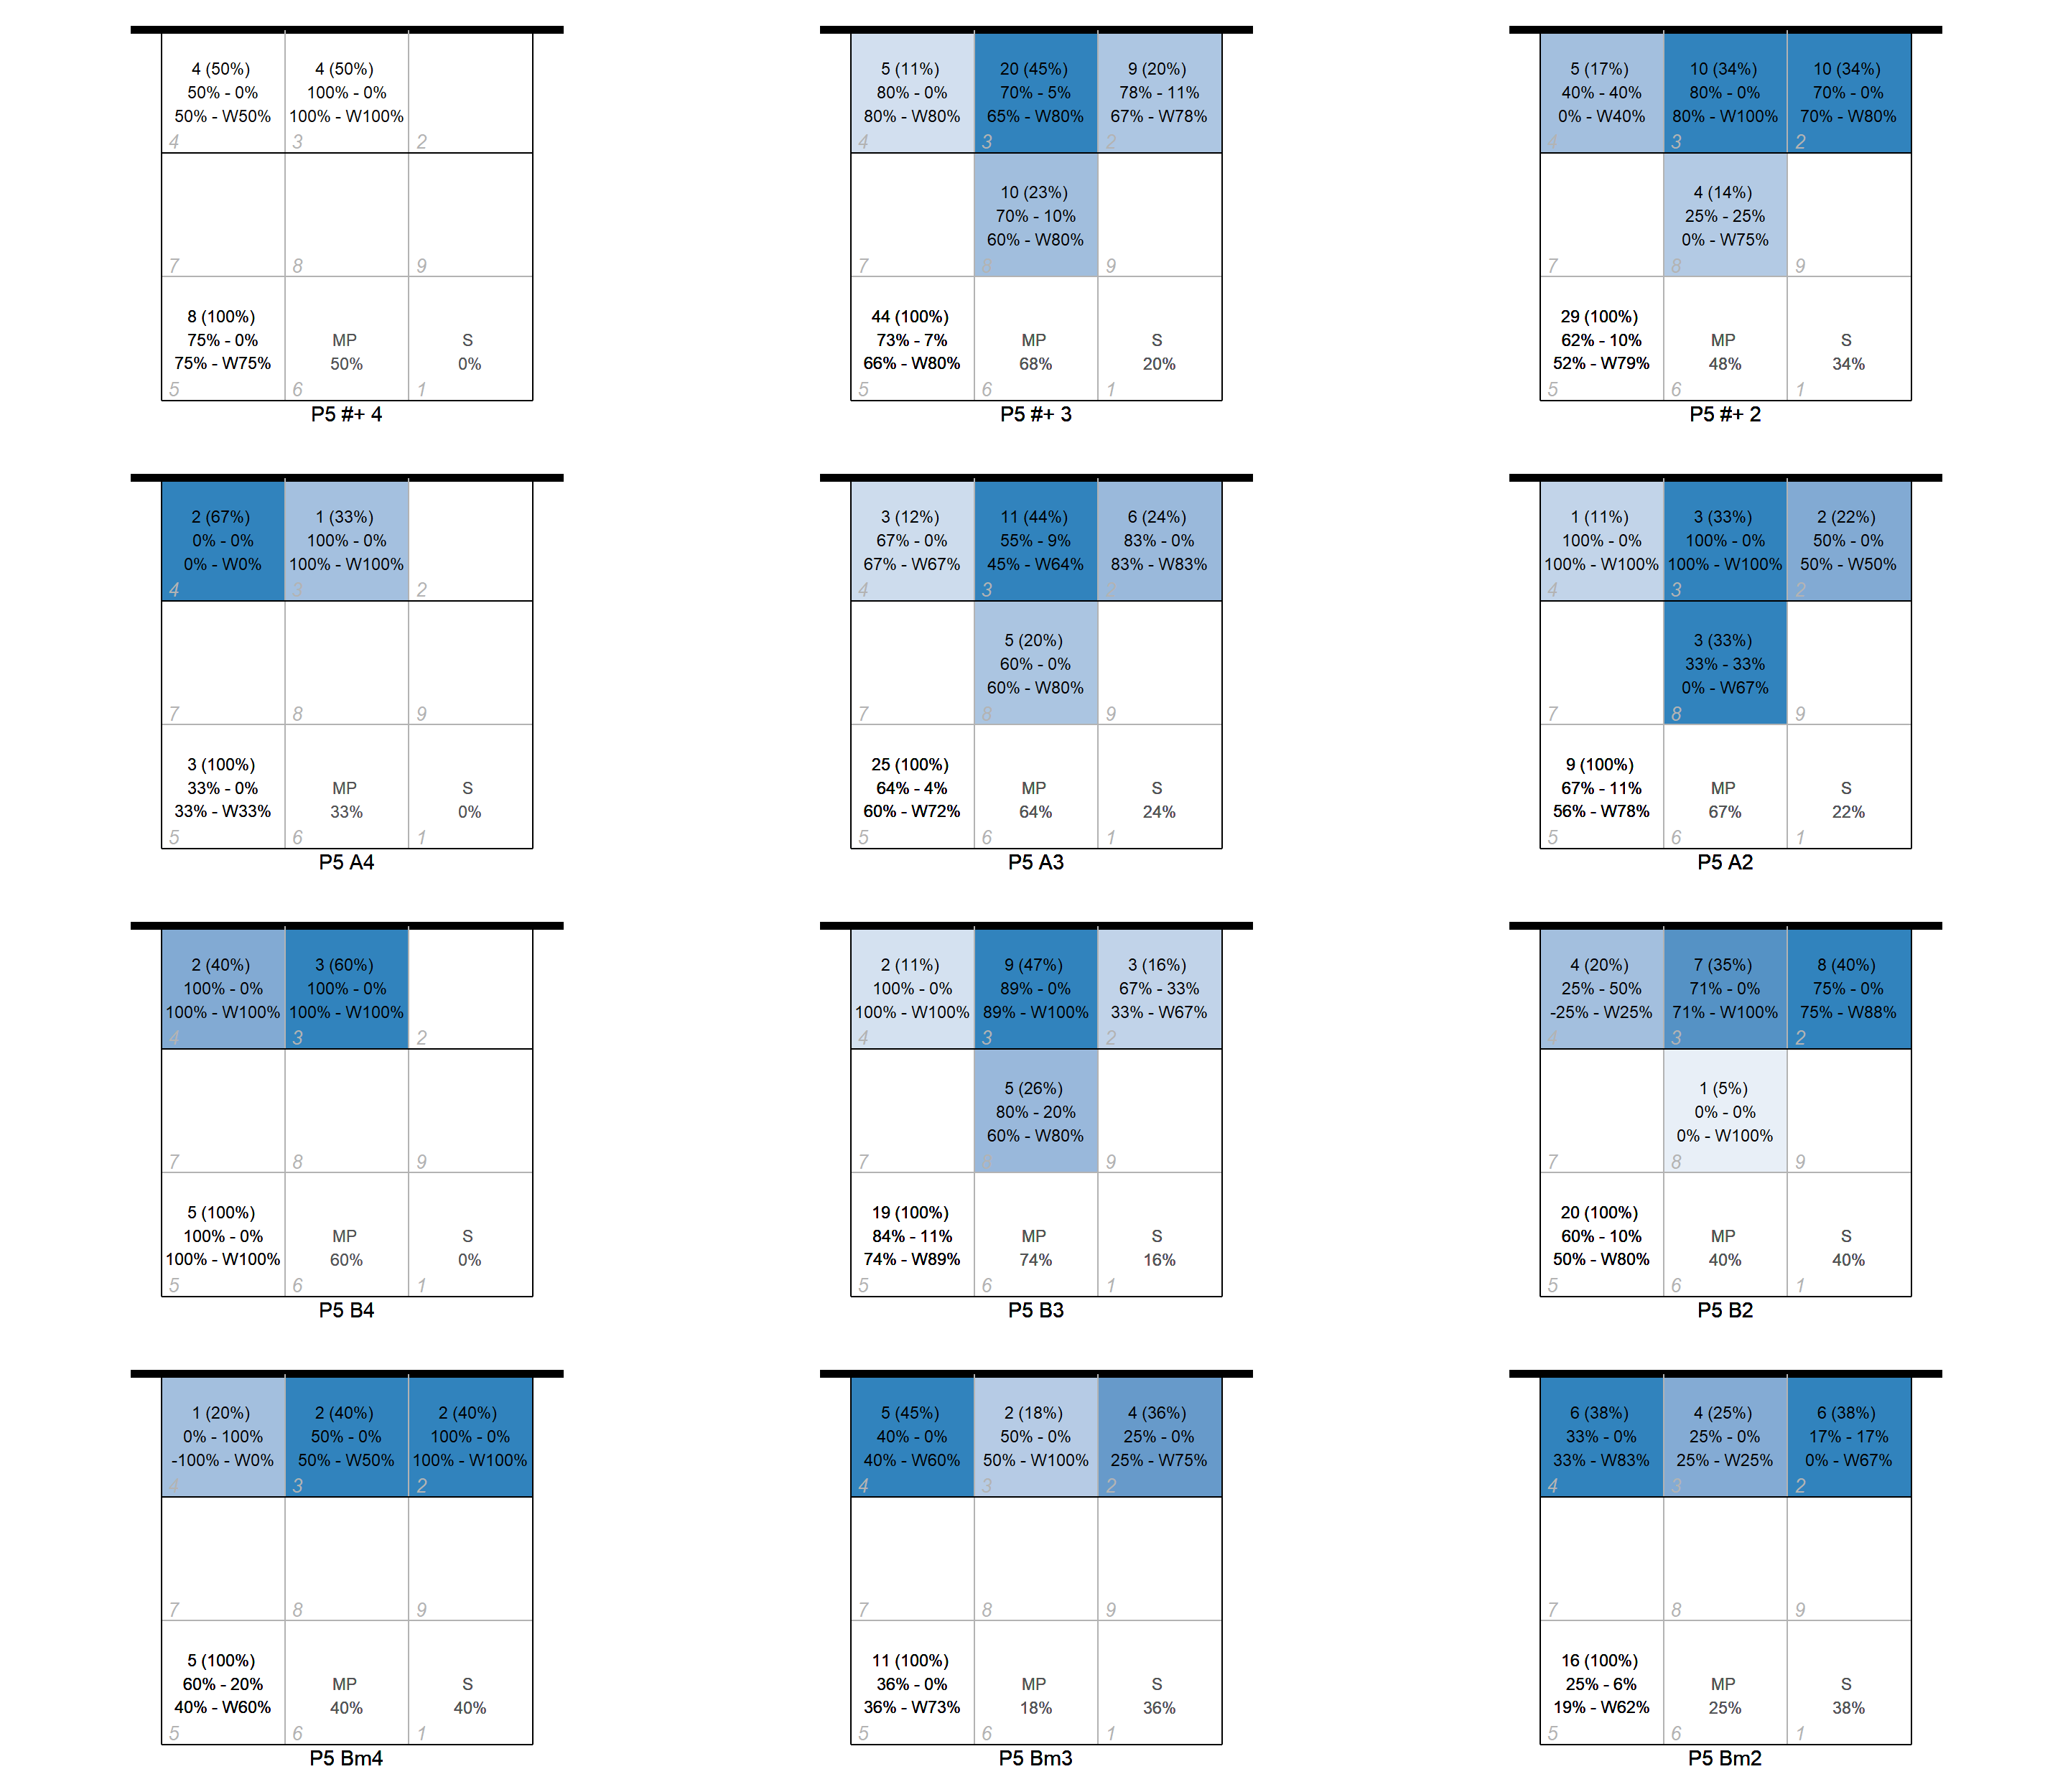 4 (50%)
50% - 0%
50% - W50%
4
4 (50%)
100% - 0%
100% - W100%
3
2
7
8
9
8 (100%)
75% - 0%
75% - W75%
5
MP
50%
6
S
0%
1
P5 #+ 4
5 (11%)
80% - 0%
80% - W80%
4
20 (45%)
70% - 5%
65% - W80%
3
9 (20%)
78% - 11%
67% - W78%
2
7
10 (23%)
70% - 10%
60% - W80%
8
9
44 (100%)
73% - 7%
66% - W80%
5
MP
68%
6
S
20%
1
P5 #+ 3
5 (17%)
40% - 40%
0% - W40%
4
10 (34%)
80% - 0%
80% - W100%
3
10 (34%)
70% - 0%
70% - W80%
2
7
4 (14%)
25% - 25%
0% - W75%
8
9
29 (100%)
62% - 10%
52% - W79%
5
MP
48%
6
S
34%
1
P5 #+ 2
2 (67%)
0% - 0%
0% - W0%
4
1 (33%)
100% - 0%
100% - W100%
3
2
7
8
9
3 (100%)
33% - 0%
33% - W33%
5
MP
33%
6
S
0%
1
P5 A4
3 (12%)
67% - 0%
67% - W67%
4
11 (44%)
55% - 9%
45% - W64%
3
6 (24%)
83% - 0%
83% - W83%
2
7
5 (20%)
60% - 0%
60% - W80%
8
9
25 (100%)
64% - 4%
60% - W72%
5
MP
64%
6
S
24%
1
P5 A3
1 (11%)
100% - 0%
100% - W100%
4
3 (33%)
100% - 0%
100% - W100%
3
2 (22%)
50% - 0%
50% - W50%
2
7
3 (33%)
33% - 33%
0% - W67%
8
9
9 (100%)
67% - 11%
56% - W78%
5
MP
67%
6
S
22%
1
P5 A2
2 (40%)
100% - 0%
100% - W100%
4
3 (60%)
100% - 0%
100% - W100%
3
2
7
8
9
5 (100%)
100% - 0%
100% - W100%
5
MP
60%
6
S
0%
1
P5 B4
2 (11%)
100% - 0%
100% - W100%
4
9 (47%)
89% - 0%
89% - W100%
3
3 (16%)
67% - 33%
33% - W67%
2
7
5 (26%)
80% - 20%
60% - W80%
8
9
19 (100%)
84% - 11%
74% - W89%
5
MP
74%
6
S
16%
1
P5 B3
4 (20%)
25% - 50%
-25% - W25%
4
7 (35%)
71% - 0%
71% - W100%
3
8 (40%)
75% - 0%
75% - W88%
2
7
1 (5%)
0% - 0%
0% - W100%
8
9
20 (100%)
60% - 10%
50% - W80%
5
MP
40%
6
S
40%
1
P5 B2
1 (20%)
0% - 100%
-100% - W0%
4
2 (40%)
50% - 0%
50% - W50%
3
2 (40%)
100% - 0%
100% - W100%
2
7
8
9
5 (100%)
60% - 20%
40% - W60%
5
MP
40%
6
S
40%
1
P5 Bm4
5 (45%)
40% - 0%
40% - W60%
4
2 (18%)
50% - 0%
50% - W100%
3
4 (36%)
25% - 0%
25% - W75%
2
7
8
9
11 (100%)
36% - 0%
36% - W73%
5
MP
18%
6
S
36%
1
P5 Bm3
6 (38%)
33% - 0%
33% - W83%
4
4 (25%)
25% - 0%
25% - W25%
3
6 (38%)
17% - 17%
0% - W67%
2
7
8
9
16 (100%)
25% - 6%
19% - W62%
5
MP
25%
6
S
38%
1
P5 Bm2